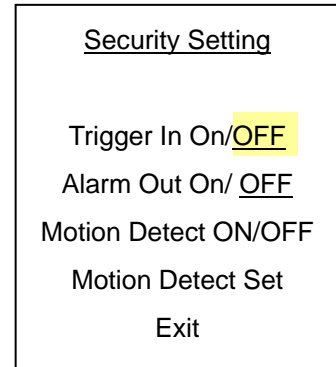 Security Setting
Trigger In On/OFF
Alarm Out On/ OFF
Motion Detect ON/OFF
Motion Detect Set
Exit